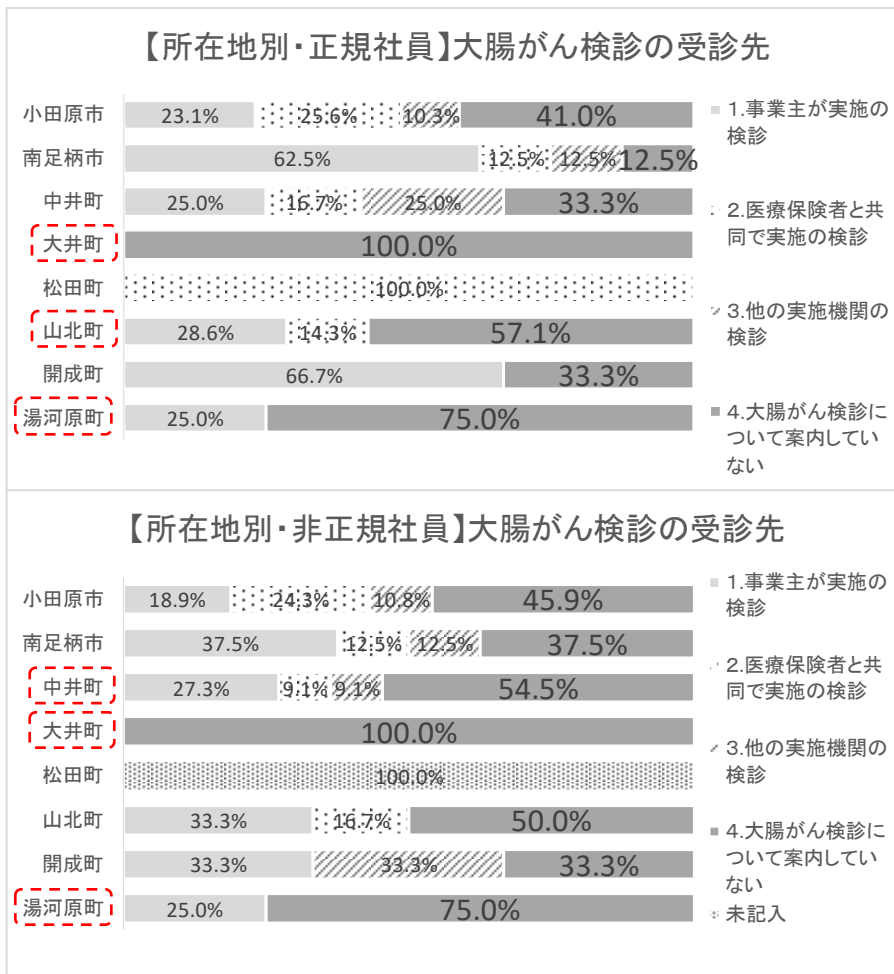 【所在地別・正規社員】大腸がん検診の受診先
小田原市 23.1% 25.6% 10.3% 41.0%
南足柄市 62.5% 12.5% 12.5% 12.5%
中井町 25.0% 16.7% 25.0% 33.3%
大井町 100.0%
松田町 100.0%
山北町 28.6% 14.3% 57.1%
開成町 66.7% 33.3%
湯河原町 25.0% 75.0%
1.事業主が実施の
検診
2.医療保険者と共
同で実施の検診
3.他の実施機関の
検診
4.大腸がん検診に
ついて案内してい
ない
【所在地別・非正規社員】大腸がん検診の受診先
小田原市 18.9% 24.3% 10.8% 45.9%
南足柄市 37.5% 12.5% 12.5% 37.5%
中井町 27.3% 9.1% 9.1% 54.5%
大井町 100.0%
松田町 100.0%
山北町 33.3% 16.7% 50.0%
開成町 33.3% 33.3% 33.3%
湯河原町 25.0% 75.0%
1.事業主が実施の
検診
2.医療保険者と共
同で実施の検診
3.他の実施機関の
検診
4.大腸がん検診に
ついて案内してい
ない
未記入